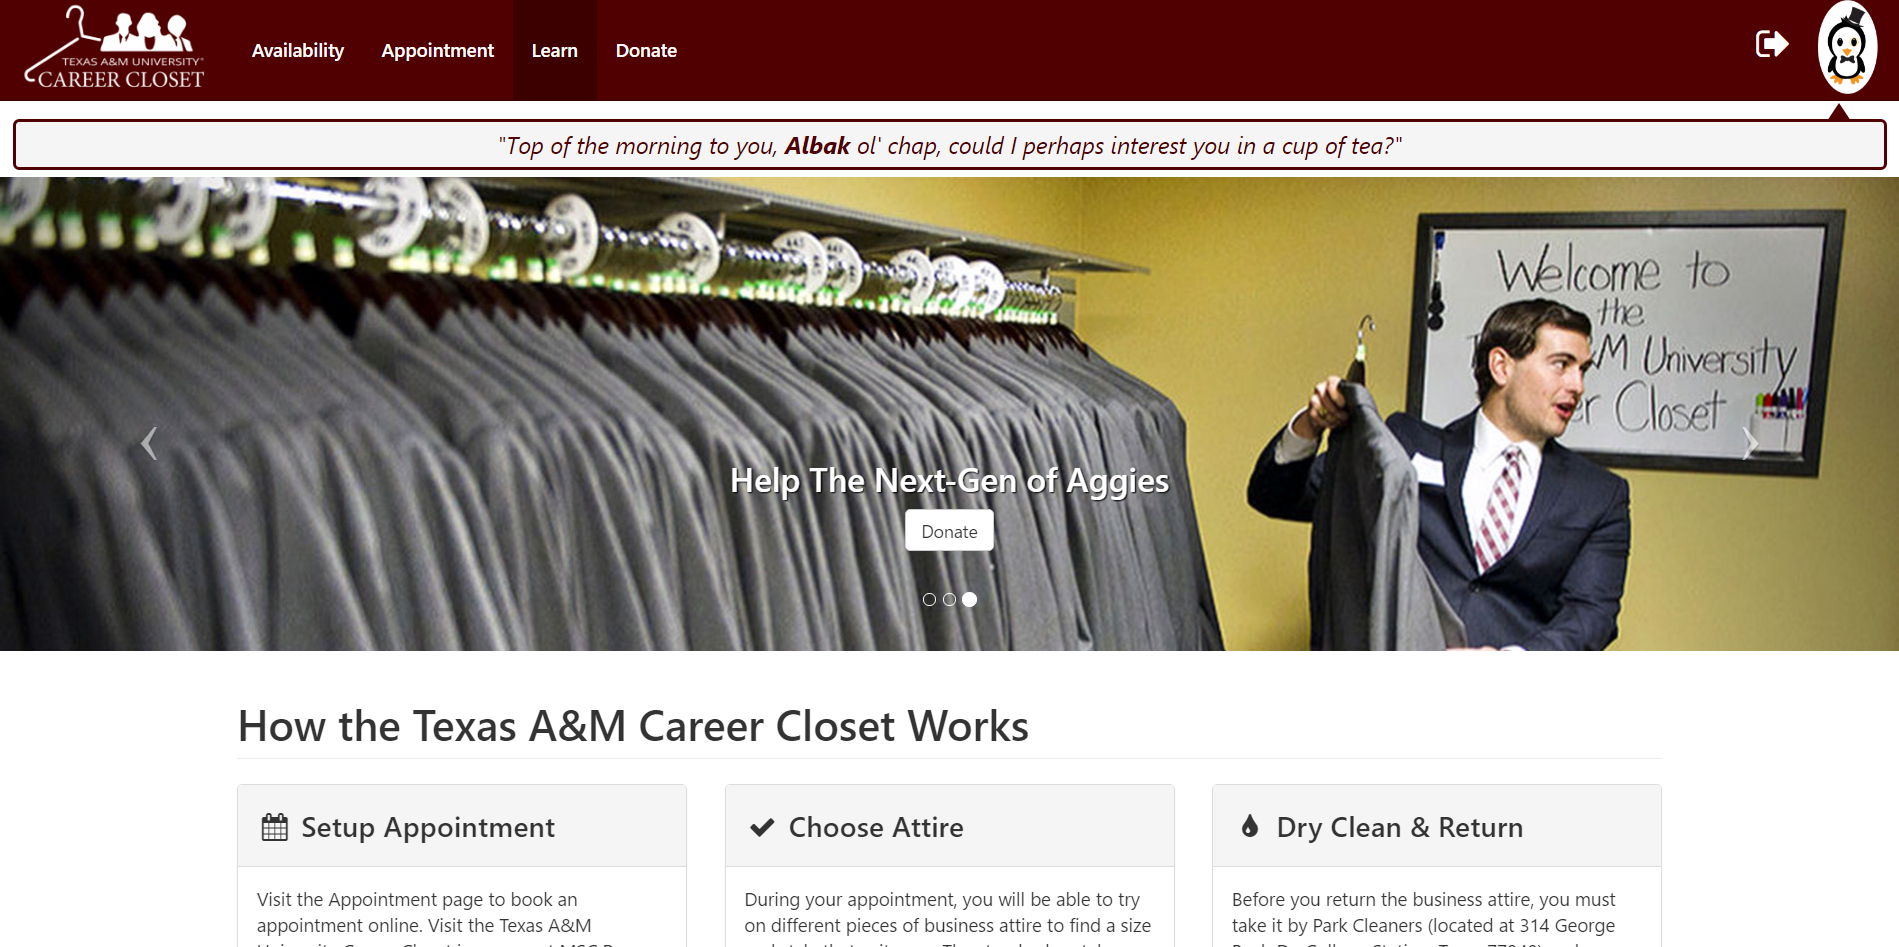 TEXAS A&M UNIVERSITY
CAREER CLOSET
Availability
Appointment
Learn
Donate
"Top of the morning to you, Albak ol' chap, could I perhaps interest you in a cup of tea?"
Welcome to
the
M University
Closet
Help The Next-Gen of Aggies
Donate
How the Texas A&M Career Closet Works
Setup Appointment
Visit the Appointment page to book an
appointment online. Visit the Texas A&M
Choose Attire
During your appointment, you will be able to try
on different pieces of business attire to find a size
Dry Clean & Return
Before you return the business attire, you must
take it by Park Cleaners (located at 314 George